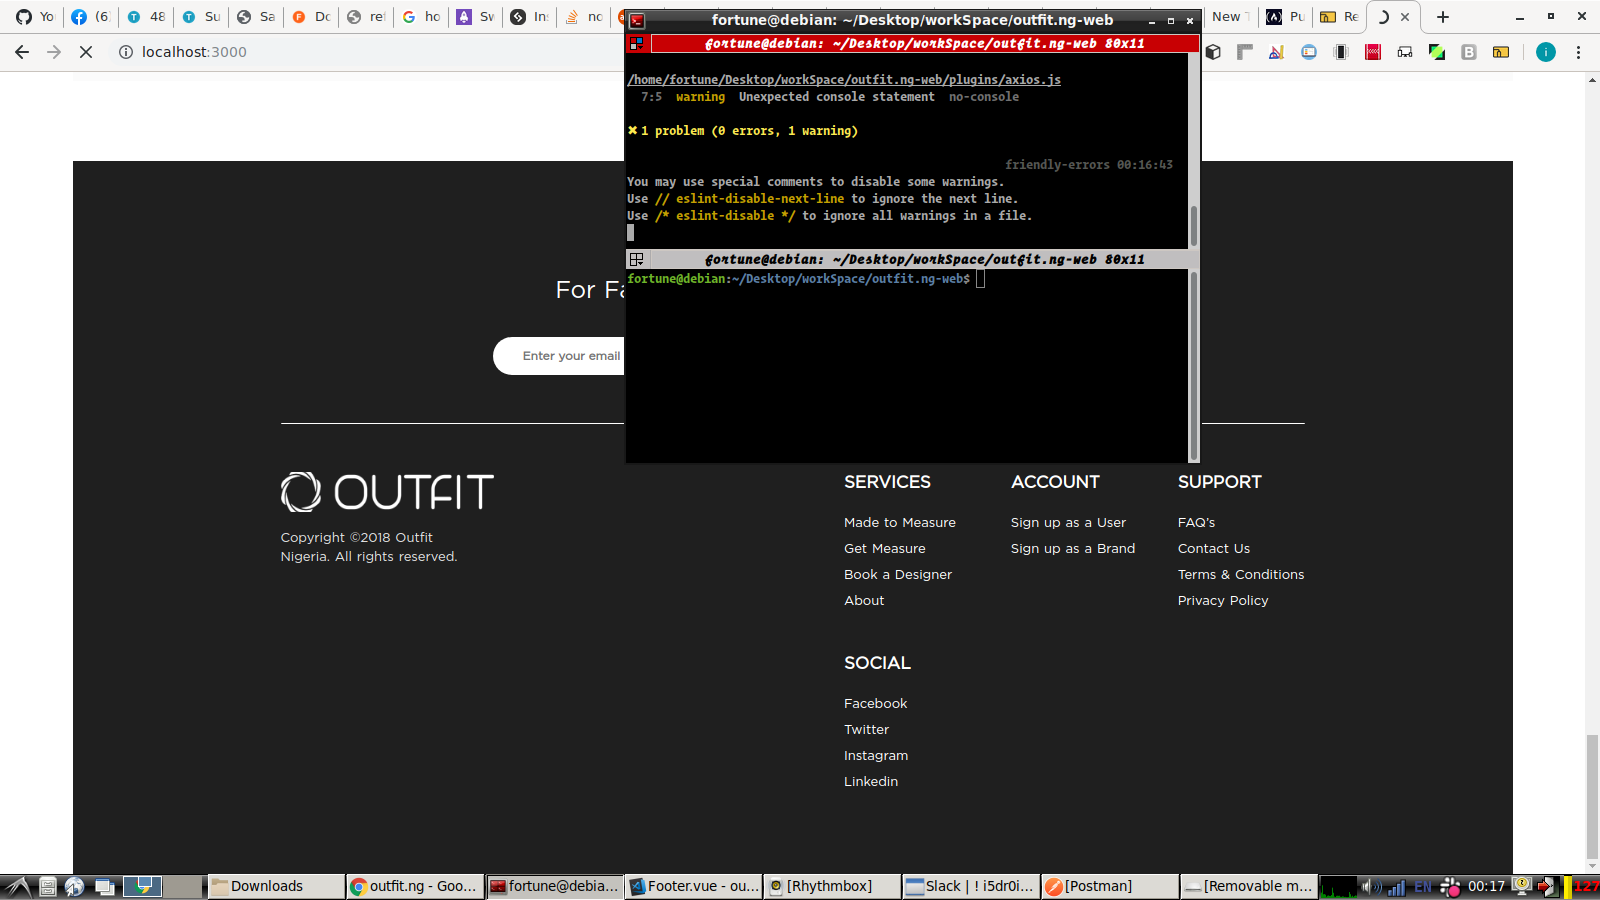 Yo
(6
48
Su
Sa
Do
ref
ho
Sw
In
no
New T
Pu
Re
localhost:3000
fortune@debian: ~/Desktop/workSpace/outfit.ng-web
fortune@debian: ~/Desktop/workSpace/outfit.ng-web 80x11
/home/fortune/Desktop/workSpace/outfit.ng-web/plugins/axios.js
7:5 warning Unexpected console statement no-console
✖ 1 problem (0 errors, 1 warning)
friendly-errors 00:16:43
You may use special comments to disable some warnings.
Use // eslint-disable-next-line to ignore the next line.
Use /* eslint-disable */ to ignore all warnings in a file.
fortune@debian: ~/Desktop/workSpace/outfit.ng-web 80x11
fortune@debian:~/Desktop/workSpace/outfit.ng-web$
For Fa
Enter your email
OUTFIT
Copyright ©2018 Outfit
Nigeria. All rights reserved.
SERVICES
Made to Measure
Get Measure
Book a Designer
About
ACCOUNT
Sign up as a User
Sign up as a Brand
SUPPORT
FAQ's
Contact Us
Terms & Conditions
Privacy Policy
SOCIAL
Facebook
Twitter
Instagram
Linkedin
Downloads
outfit.ng - Goo...
fortune@debia...
Footer.vue - ou...
[Rhythmbox]
Slack | ! i5dr0i...
[Postman]
[Removable m...
EN
00:17
127